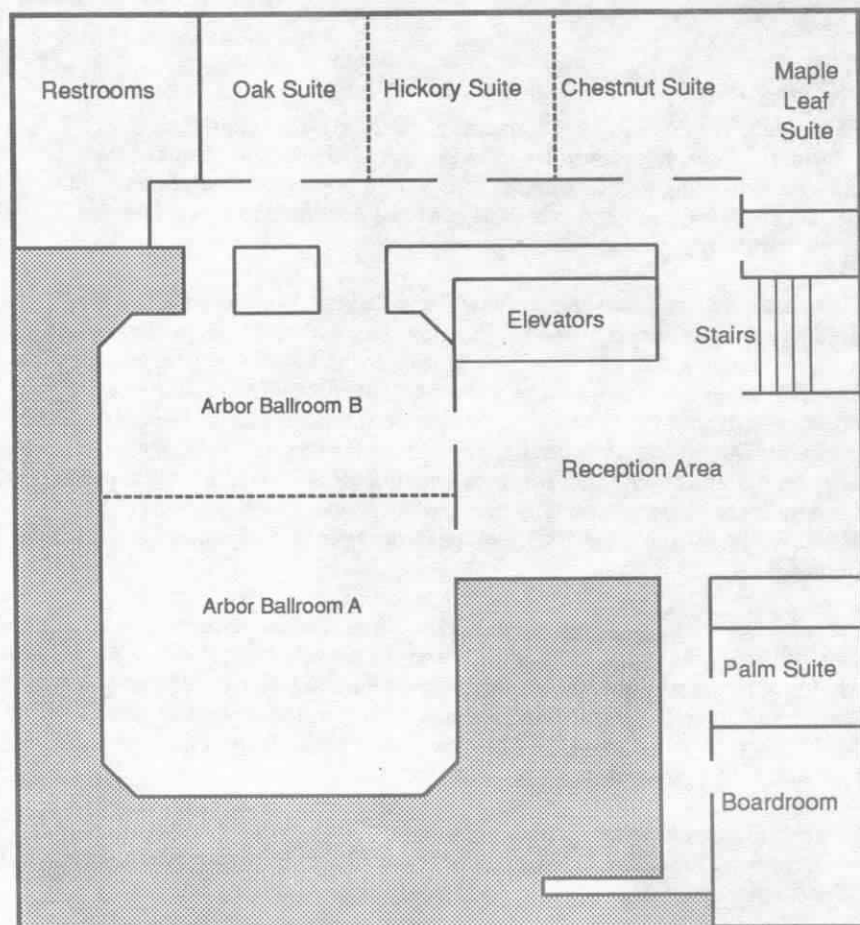 Restrooms
Oak Suite
Hickory Suite
Chestnut Suite
Maple
Leaf
Suite
Elevators
Stairs
Arbor Ballroom B
Reception Area
Arbor Ballroom A
Palm Suite
Boardroom